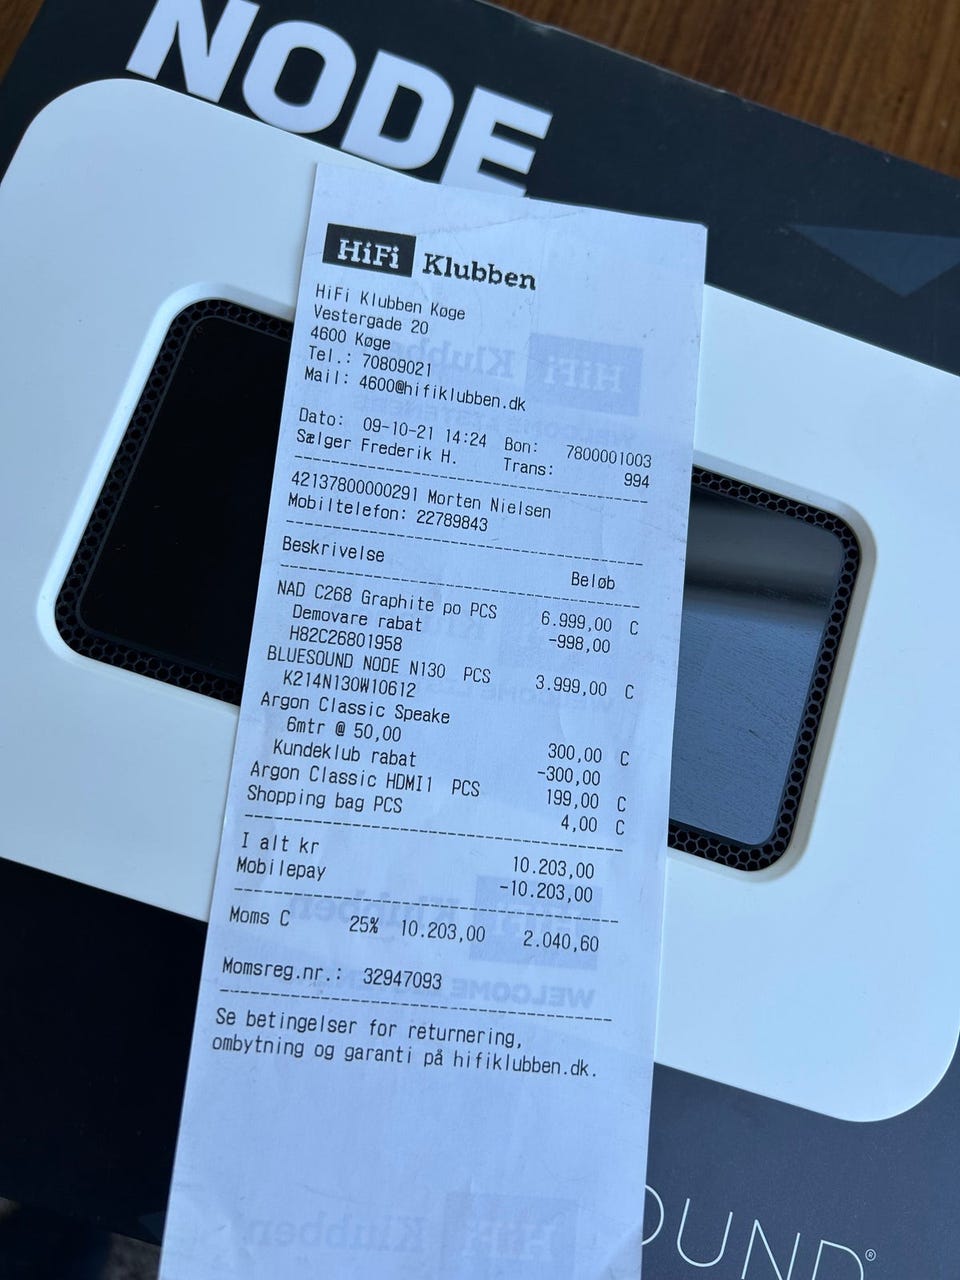 NODE
HiFi Klubben
HiFi Klubben Køge
Vestergade 20
4600 Køge
Tel.: 70809021
Mail: 4600@hifiklubben.dk
Dato: 09-10-21 14:24 Bon: 7800001003
Sælger Frederik H. Trans: 994
42137800000291 Morten Nielsen
Mobiltelefon: 22789843
Beskrivelse Beløb
NAD C268 Graphite po PCS 6.999,00 C
Demovare rabat -998,00
H82C26801958
BLUESOUND NODE N130 PCS 3.999,00 C
K214N130W10612
Argon Classic Speake
6mtr @ 50,00 300,00 C
Kundeklub rabat -300,00
Argon Classic HDMI1 PCS 199,00 C
Shopping bag PCS 4,00 C
I alt kr 10.203,00
Mobilepay -10.203,00
Moms C 25% 10.203,00 2.040,60
Momsreg.nr.: 32947093
Se betingelser for returnering,
ombytning og garanti på hifiklubben.dk.
OUND®